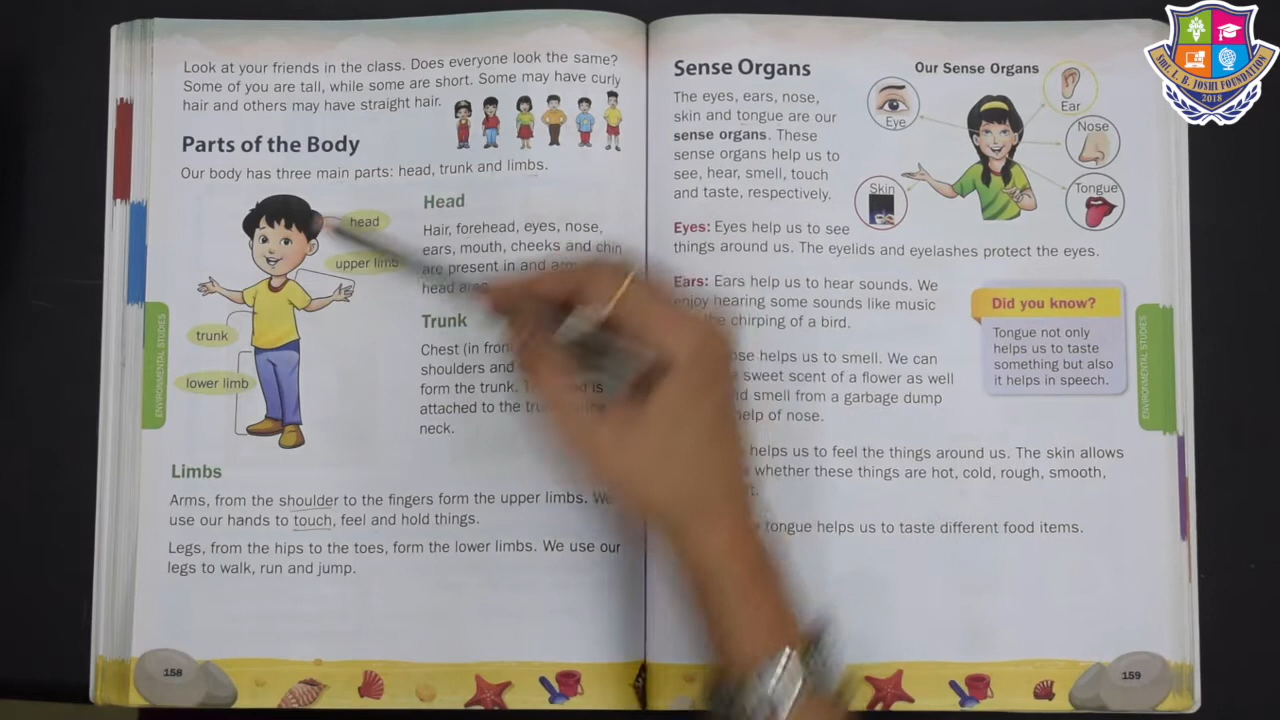 Look at your friends in the class. Does everyone look the same?
Some of you are tall, while some are short. Some may have curly
hair and others may have straight hair.
Parts of the Body
Our body has three main parts: head, trunk and limbs.
head
upper limb
trunk
lower limb
Head
Hair, forehead, eyes, nose,
ears, mouth, cheeks and chin
are present in and
head area
Trunk
Chest (in
shoulders and
form the trunk. is
attached to the
neck.
Limbs
Arms, from the shoulder to the fingers form the upper limbs. We
use our hands to touch, feel and hold things.
Legs, from the hips to the toes, form the lower limbs. We use our
legs to walk, run and jump.
ENVIRONMENTAL STUDIES
158
Sense Organs
The eyes, ears, nose,
skin and tongue are our
sense organs. These
sense organs help us to
see, hear, smell, touch
and taste, respectively.
Our Sense Organs
Eye
Ear
Nose
Skin
Tongue
Eyes: Eyes help us to see
things around us. The eyelids and eyelashes protect the eyes.
Ears: Ears help us to hear sounds. We
enjoy hearing some sounds like music
the chirping of a bird.
helps us to smell. We can
sweet scent of a flower as well
smell from a garbage dump
help of nose.
helps us to feel the things around us. The skin allows
whether these things are hot, cold, rough, smooth,
tongue helps us to taste different food items.
Did you know?
Tongue not only
helps us to taste
something but also
it helps in speech.
ENVIRONMENTAL STUDIES
159
SMT. I. B. JOSHI FOUNDATION
2018